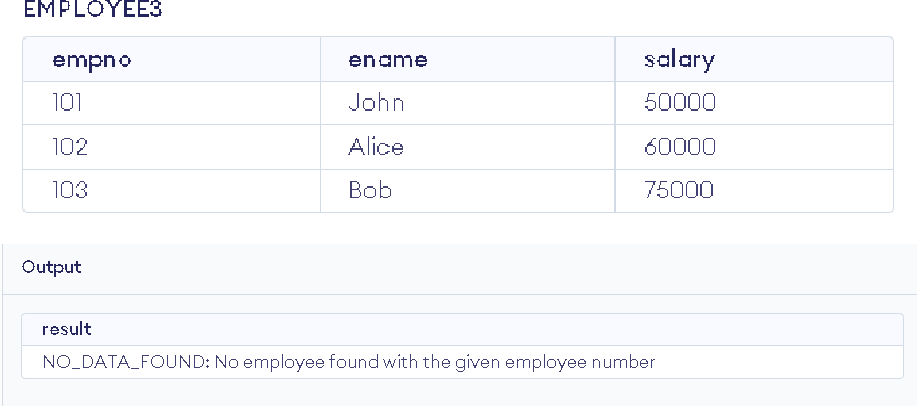 EMPLOYEE3
empno ename salary
101 John 50000
102 Alice 60000
103 Bob 75000
Output
result
NO_DATA_FOUND: No employee found with the given employee number